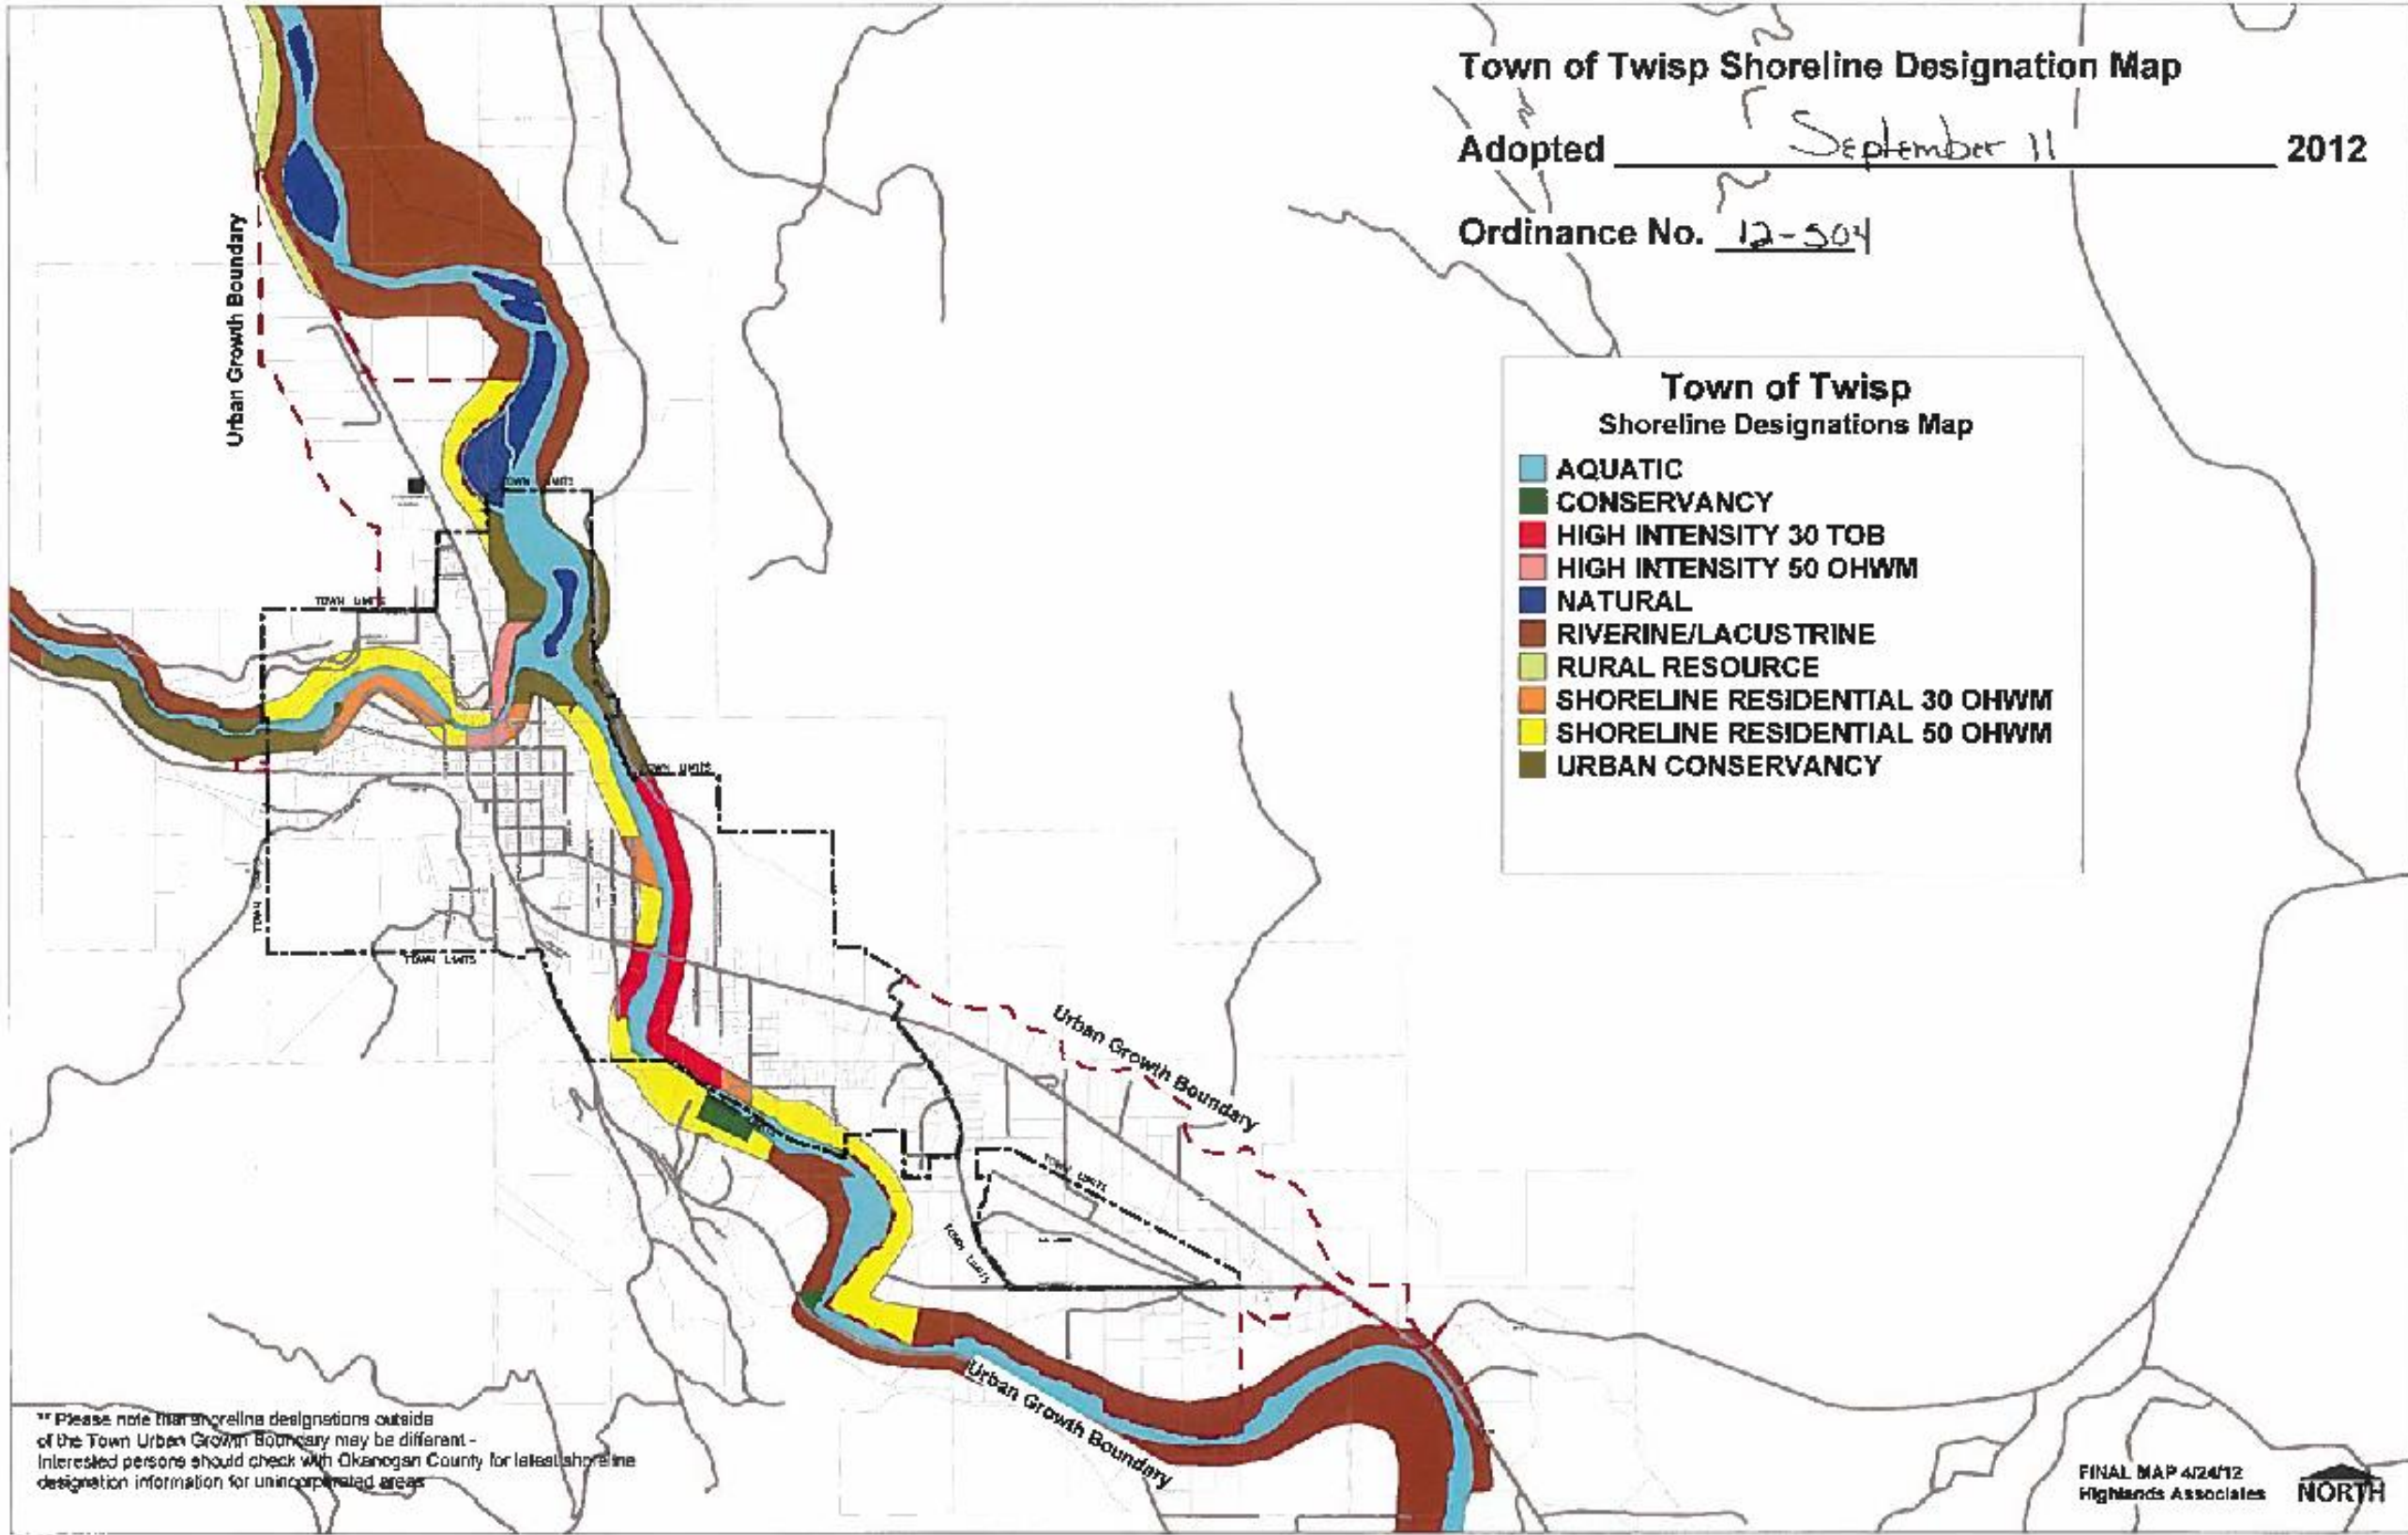 Town of Twisp Shoreline Designation Map
Adopted September 11 2012
Ordinance No. 12-504
Town of Twisp
Shoreline Designations Map
AQUATIC
CONSERVANCY
HIGH INTENSITY 30 TOB
HIGH INTENSITY 50 OHWM
NATURAL
RIVERINE/LACUSTRINE
RURAL RESOURCE
SHORELINE RESIDENTIAL 30 OHWM
SHORELINE RESIDENTIAL 50 OHWM
URBAN CONSERVANCY
Urban Growth Boundary
TOWN LIMITS
TOWN LIMITS
TOWN LIMITS
TOWN
TOWN LIMITS
Urban Growth Boundary
TOWN LIMITS
TOWN LIMITS
Urban Growth Boundary
** Please note that shoreline designations outside
of the Town Urban Growth Boundary may be different -
Interested persons should check with Okanogan County for latest shoreline
designation information for unincorporated areas
FINAL MAP 4/24/12
Highlands Associates
NORTH